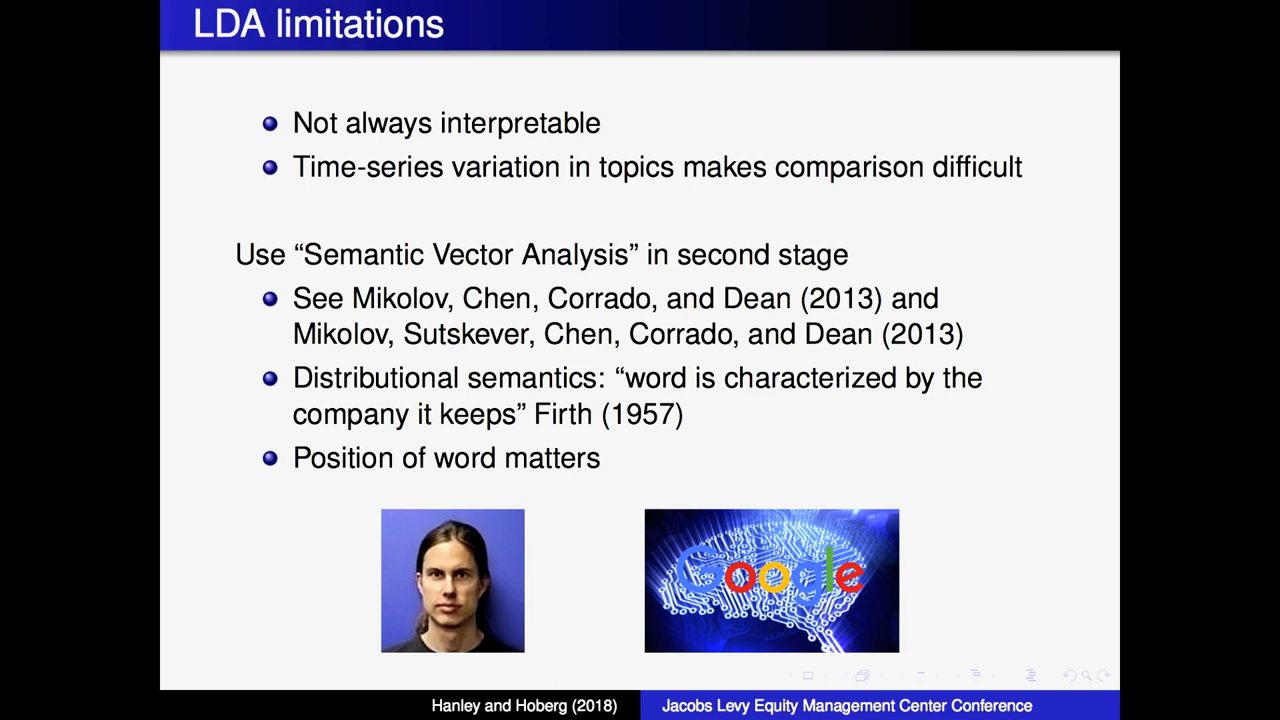 LDA limitations
Not always interpretable
Time-series variation in topics makes comparison difficult
Use “Semantic Vector Analysis” in second stage
See Mikolov, Chen, Corrado, and Dean (2013) and
Mikolov, Sutskever, Chen, Corrado, and Dean (2013)
Distributional semantics: “word is characterized by the
company it keeps” Firth (1957)
Position of word matters
Google
Hanley and Hoberg (2018)
Jacobs Levy Equity Management Center Conference